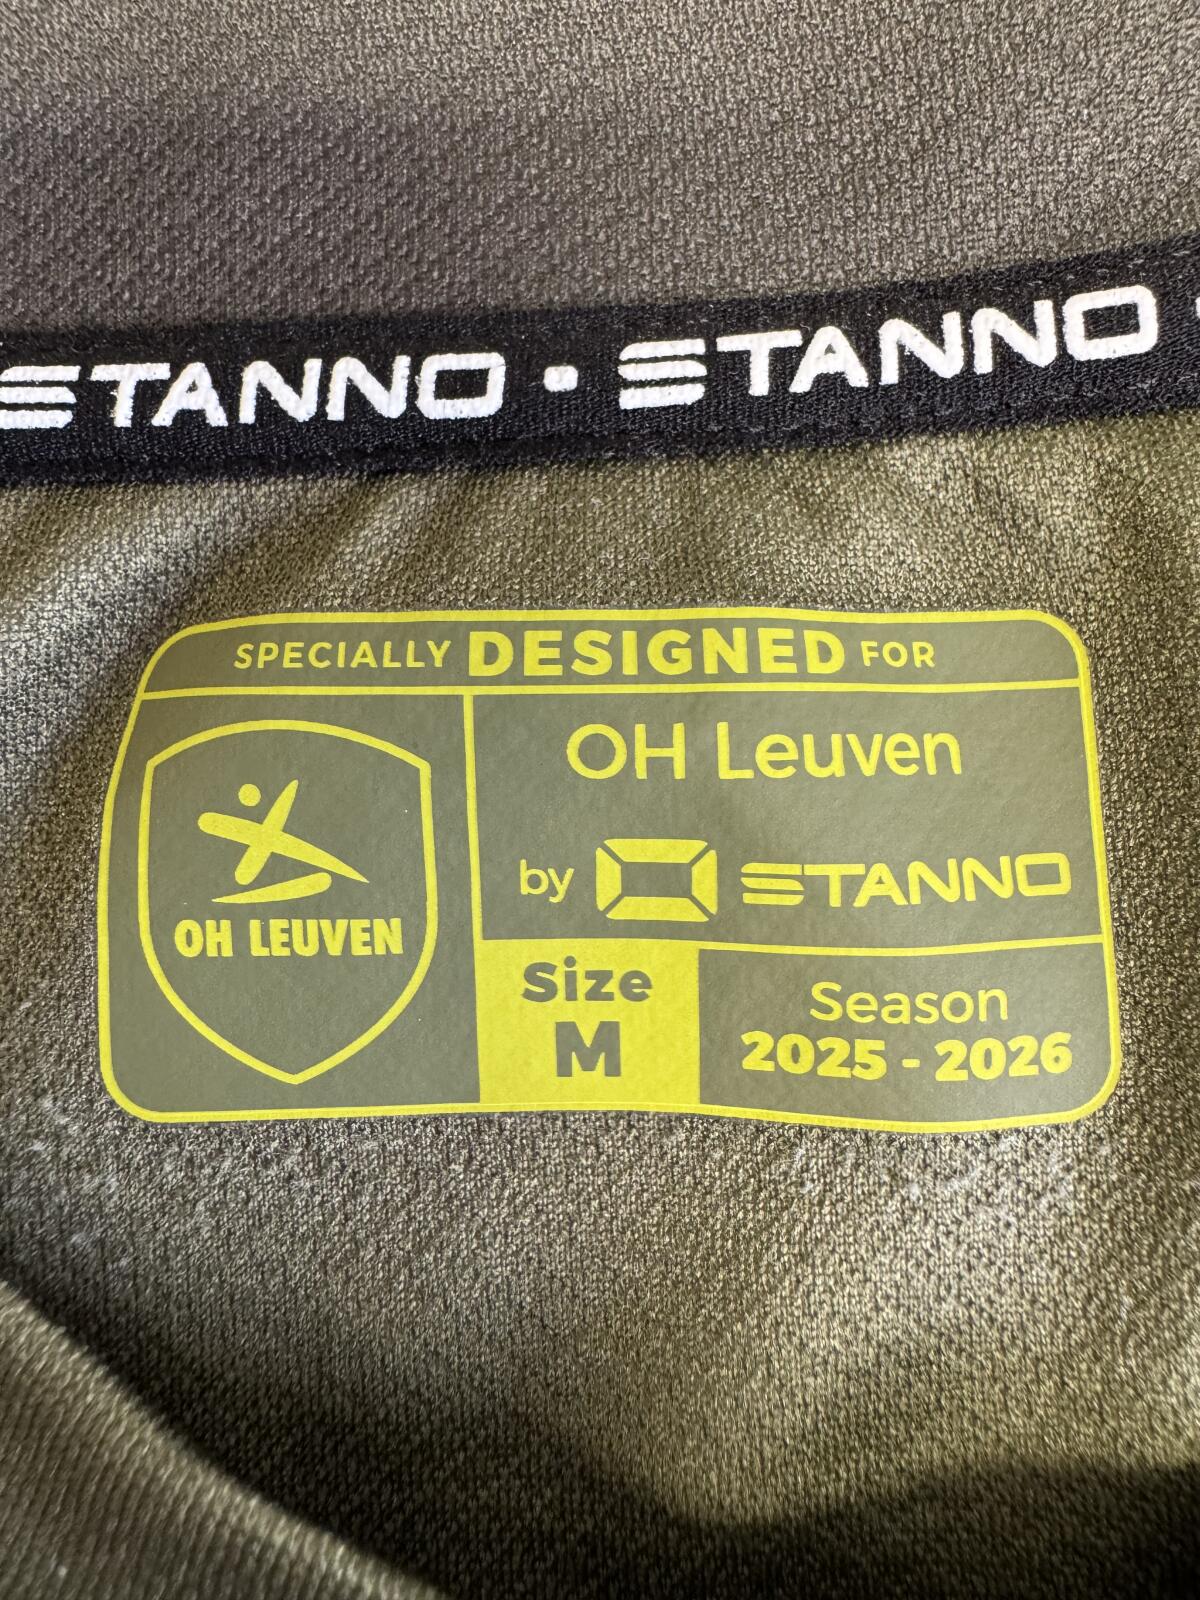 STANNO • STANNO
SPECIALLY DESIGNED FOR
OH LEUVEN
OH Leuven
by STANNO
Size
M
Season
2025 - 2026